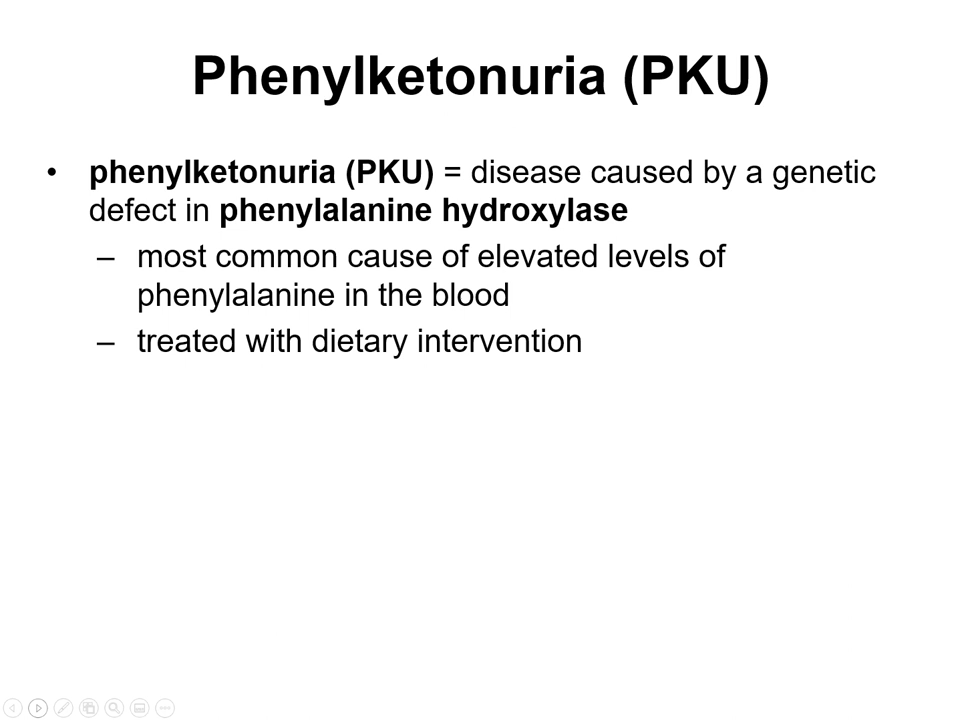 Phenylketonuria (PKU)
• phenylketonuria (PKU) = disease caused by a genetic
defect in phenylalanine hydroxylase
– most common cause of elevated levels of
phenylalanine in the blood
– treated with dietary intervention